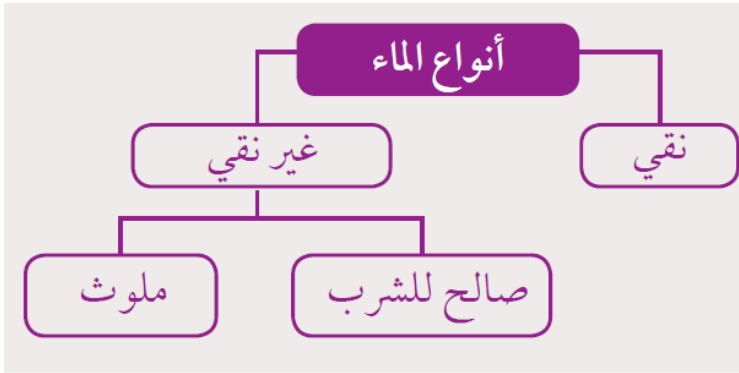 أنواع الماء
نقي
غير نقي
صالح للشرب
ملوث